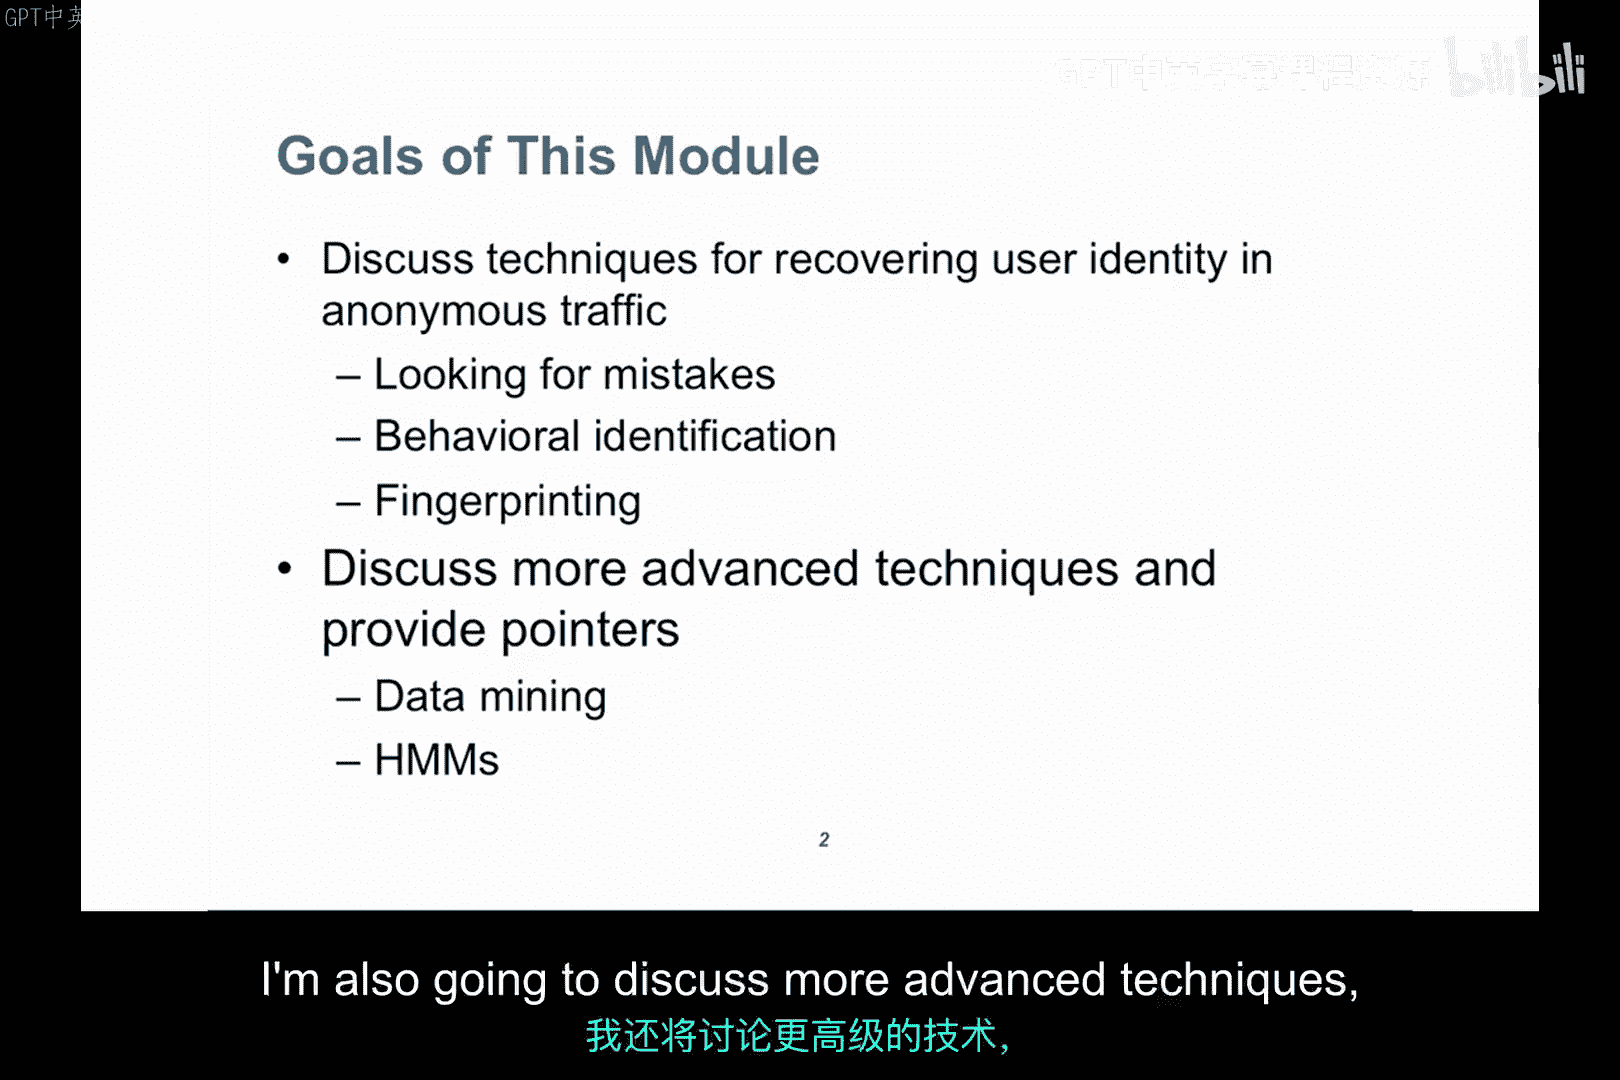 GPT中英
bilibili
Goals of This Module
• Discuss techniques for recovering user identity in
anonymous traffic
– Looking for mistakes
– Behavioral identification
– Fingerprinting
• Discuss more advanced techniques and
provide pointers
– Data mining
– HMMs
2
I'm also going to discuss more advanced techniques,
我还将讨论更高级的技术,